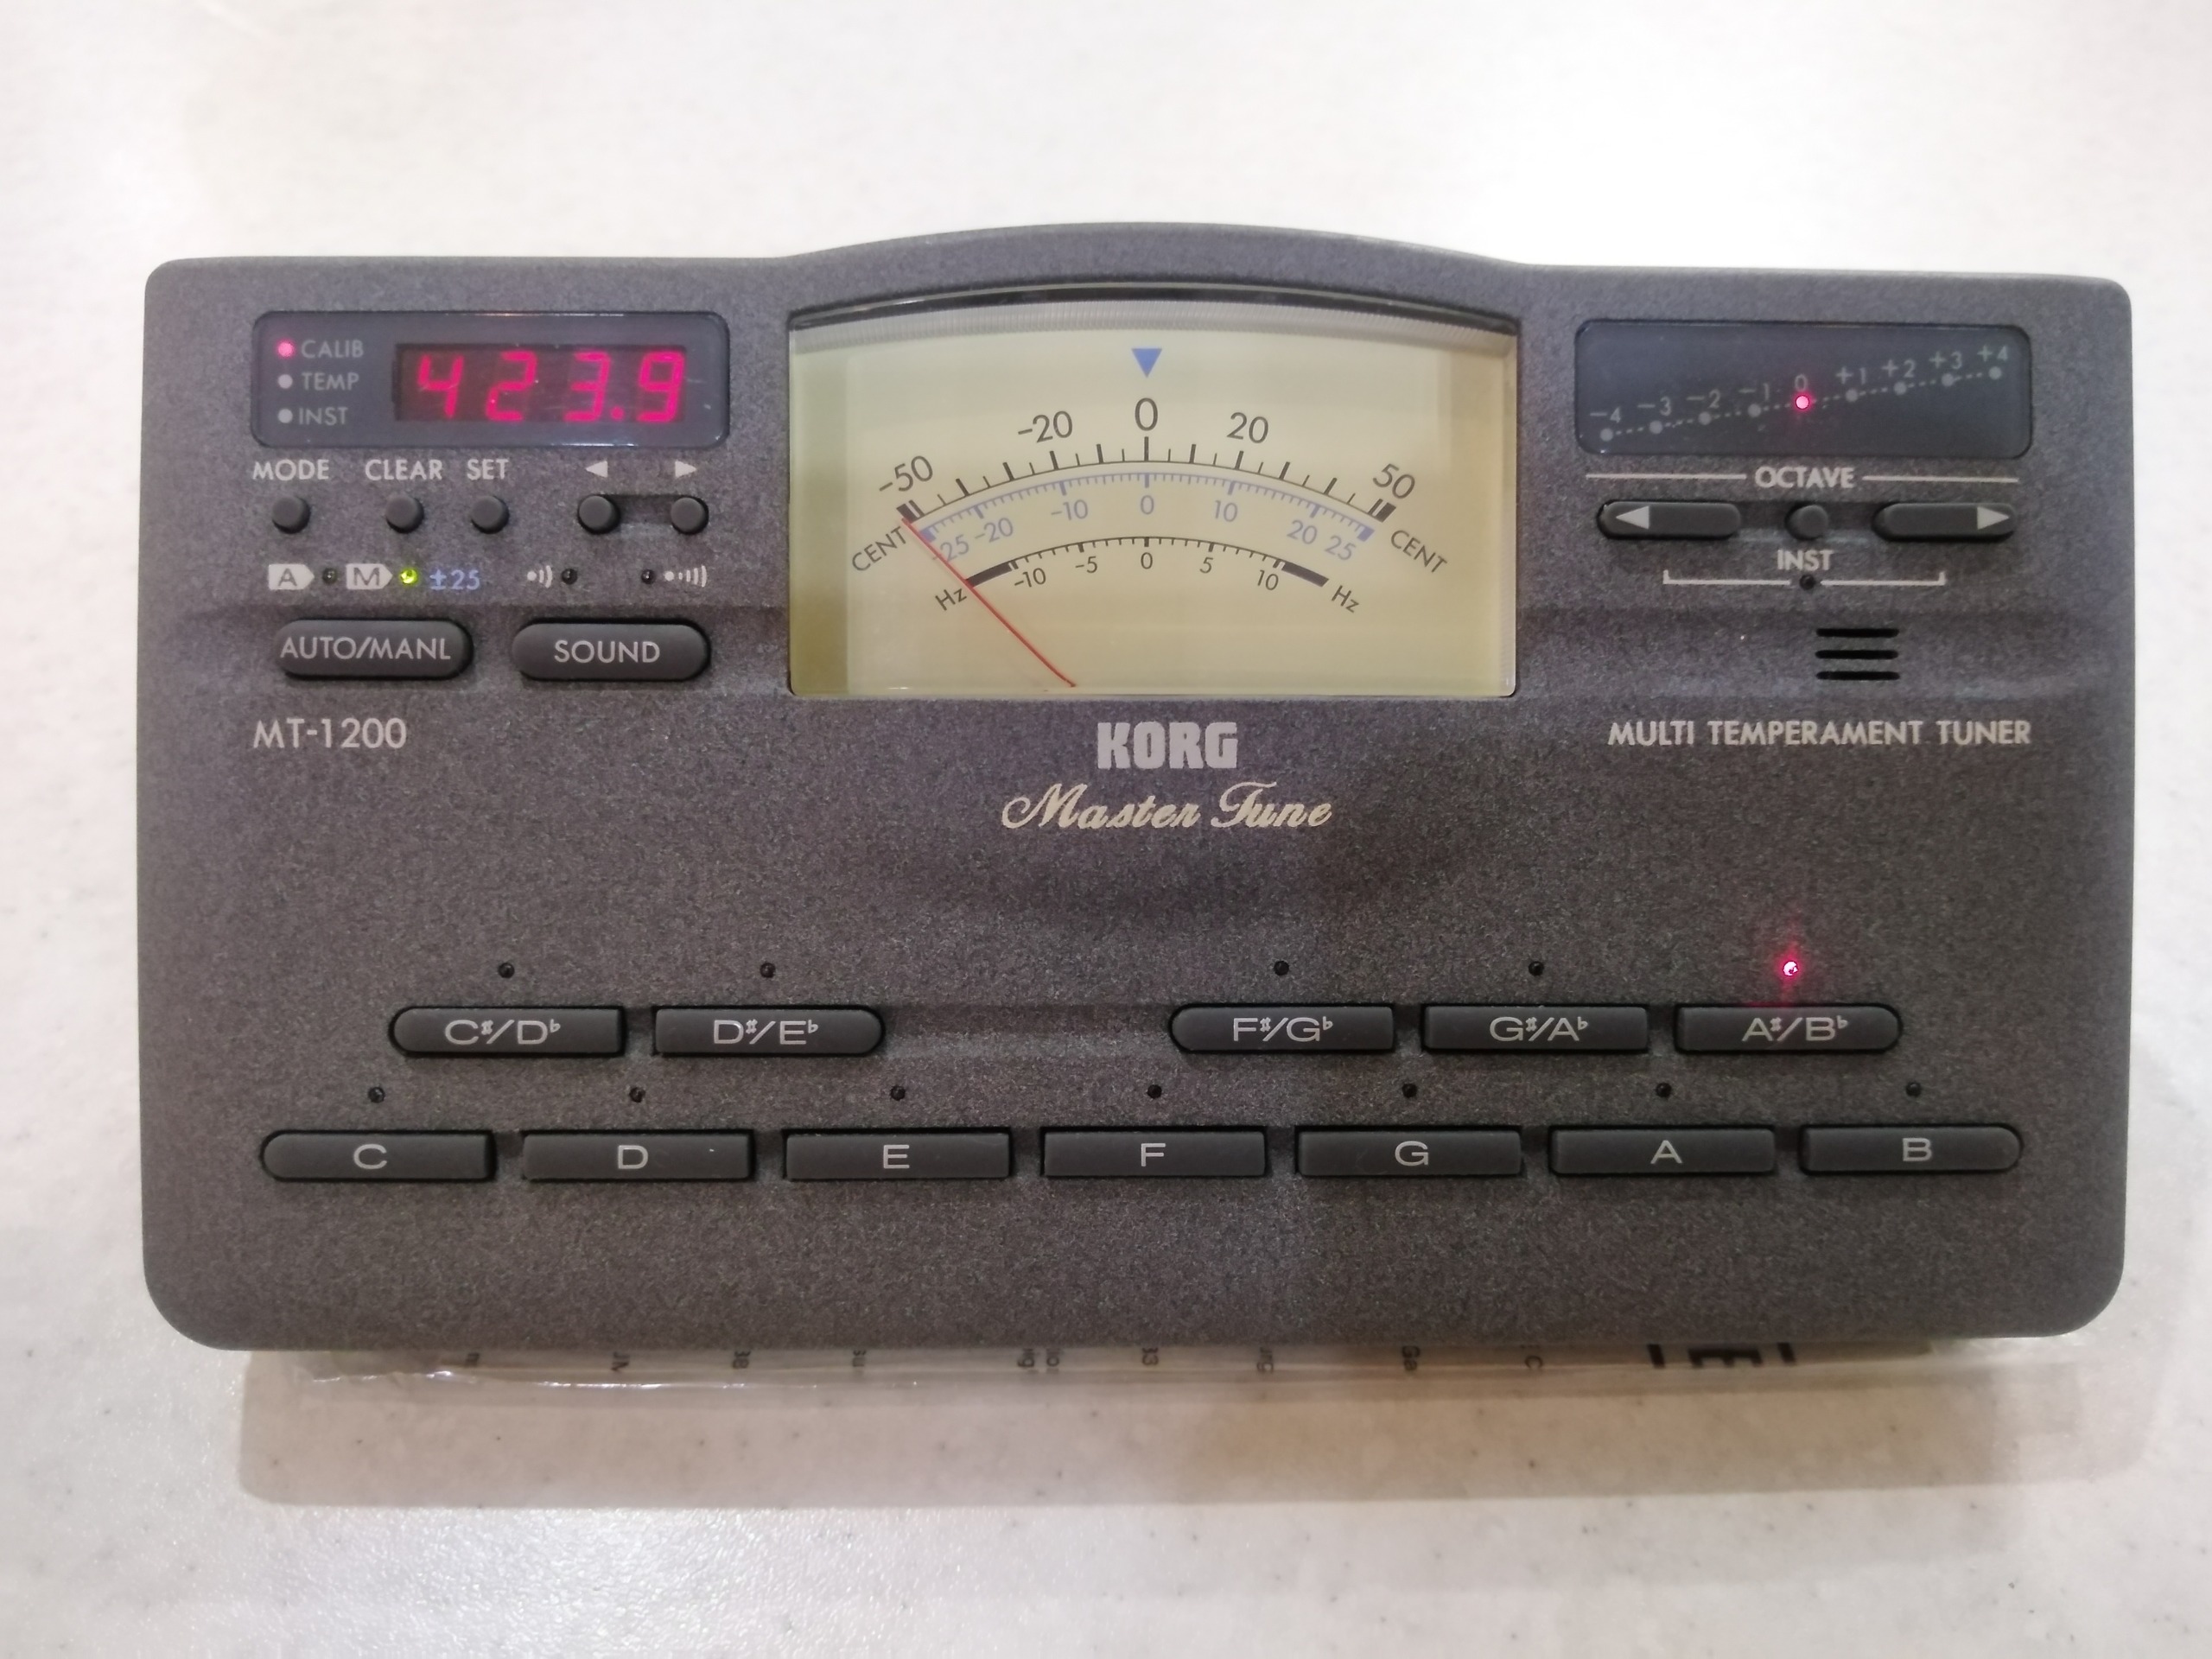 CALIB
TEMP
INST
423.9
MODE CLEAR SET
A M ±25
AUTO/MANL SOUND
MT-1200
-50 -20 0 20 50
CENT -25 -20 -10 0 10 20 25 CENT
Hz -10 -5 0 5 10 Hz
KORG
Master Tune
-4 -3 -2 -1 0 +1 +2 +3 +4
OCTAVE
INST
MULTI TEMPERAMENT TUNER
C♯/D♭ D♯/E♭ F♯/G♭ G♯/A♭ A♯/B♭
C D E F G A B